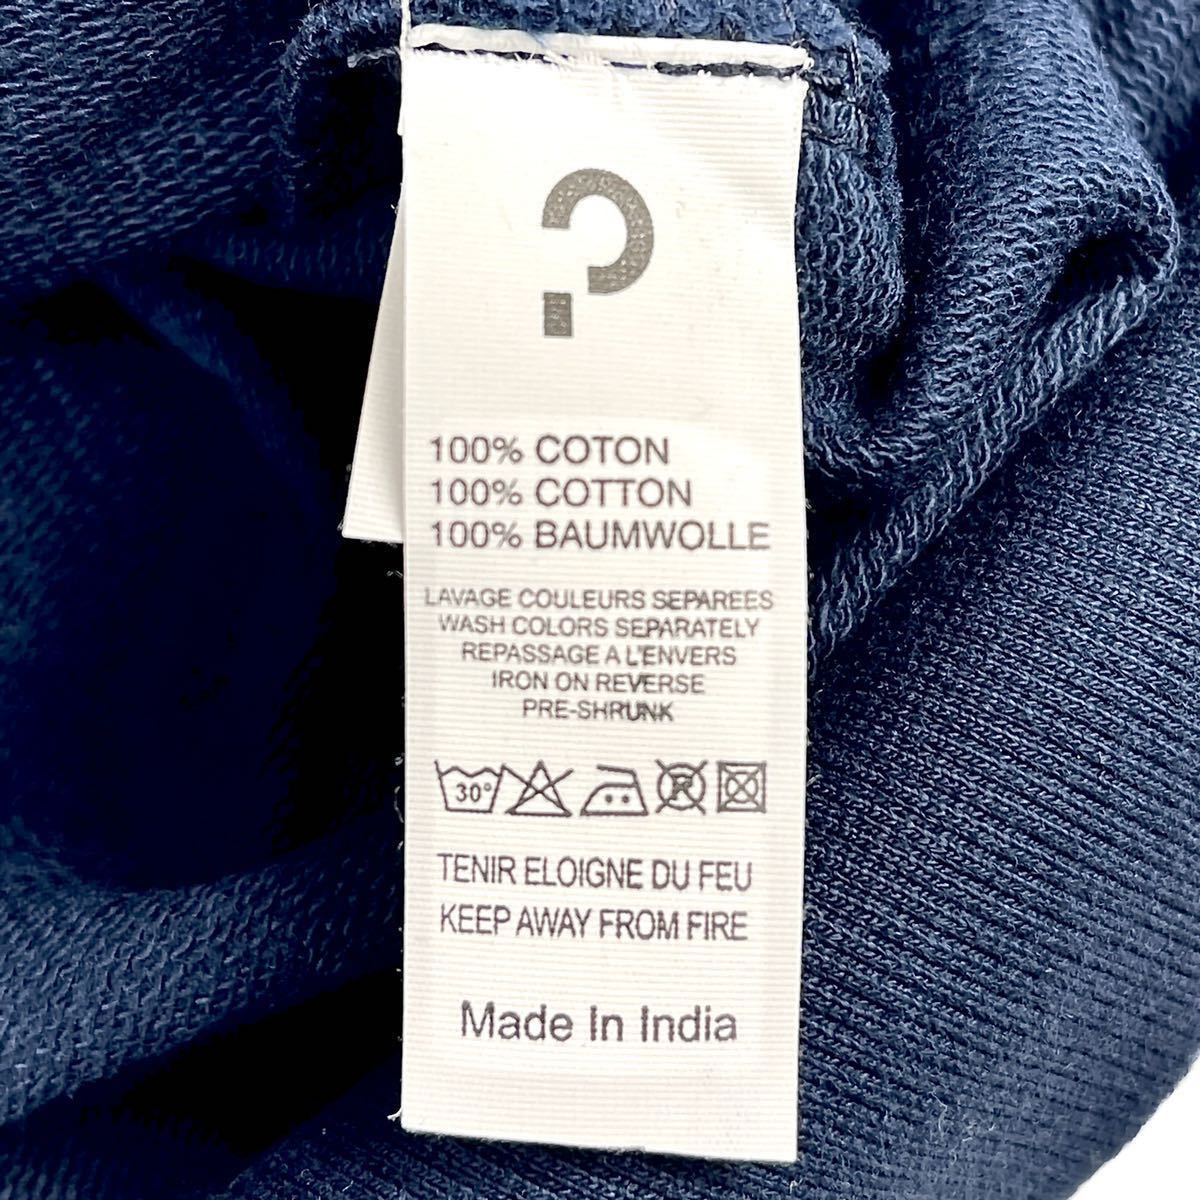 ?
100% COTON
100% COTTON
100% BAUMWOLLE
LAVAGE COULEURS SEPAREES
WASH COLORS SEPARATELY
REPASSAGE A L'ENVERS
IRON ON REVERSE
PRE-SHRUNK
30° R
TENIR ELOIGNE DU FEU
KEEP AWAY FROM FIRE
Made In India